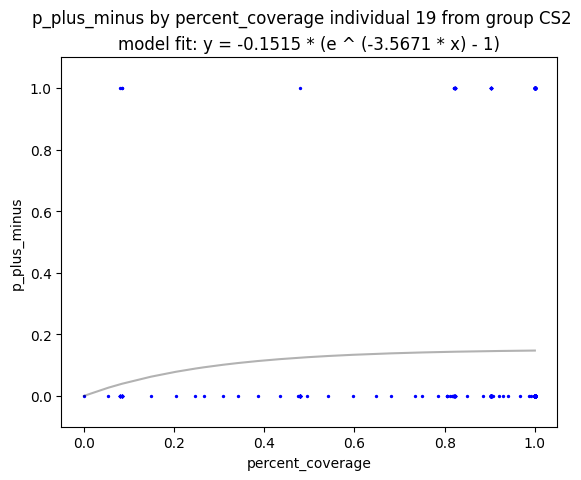 p_plus_minus by percent_coverage individual 19 from group CS2
model fit: y = -0.1515 * (e ^ (-3.5671 * x) - 1)
1.0
0.8
0.6
0.4
0.2
0.0
p_plus_minus
0.0 0.2 0.4 0.6 0.8 1.0
percent_coverage